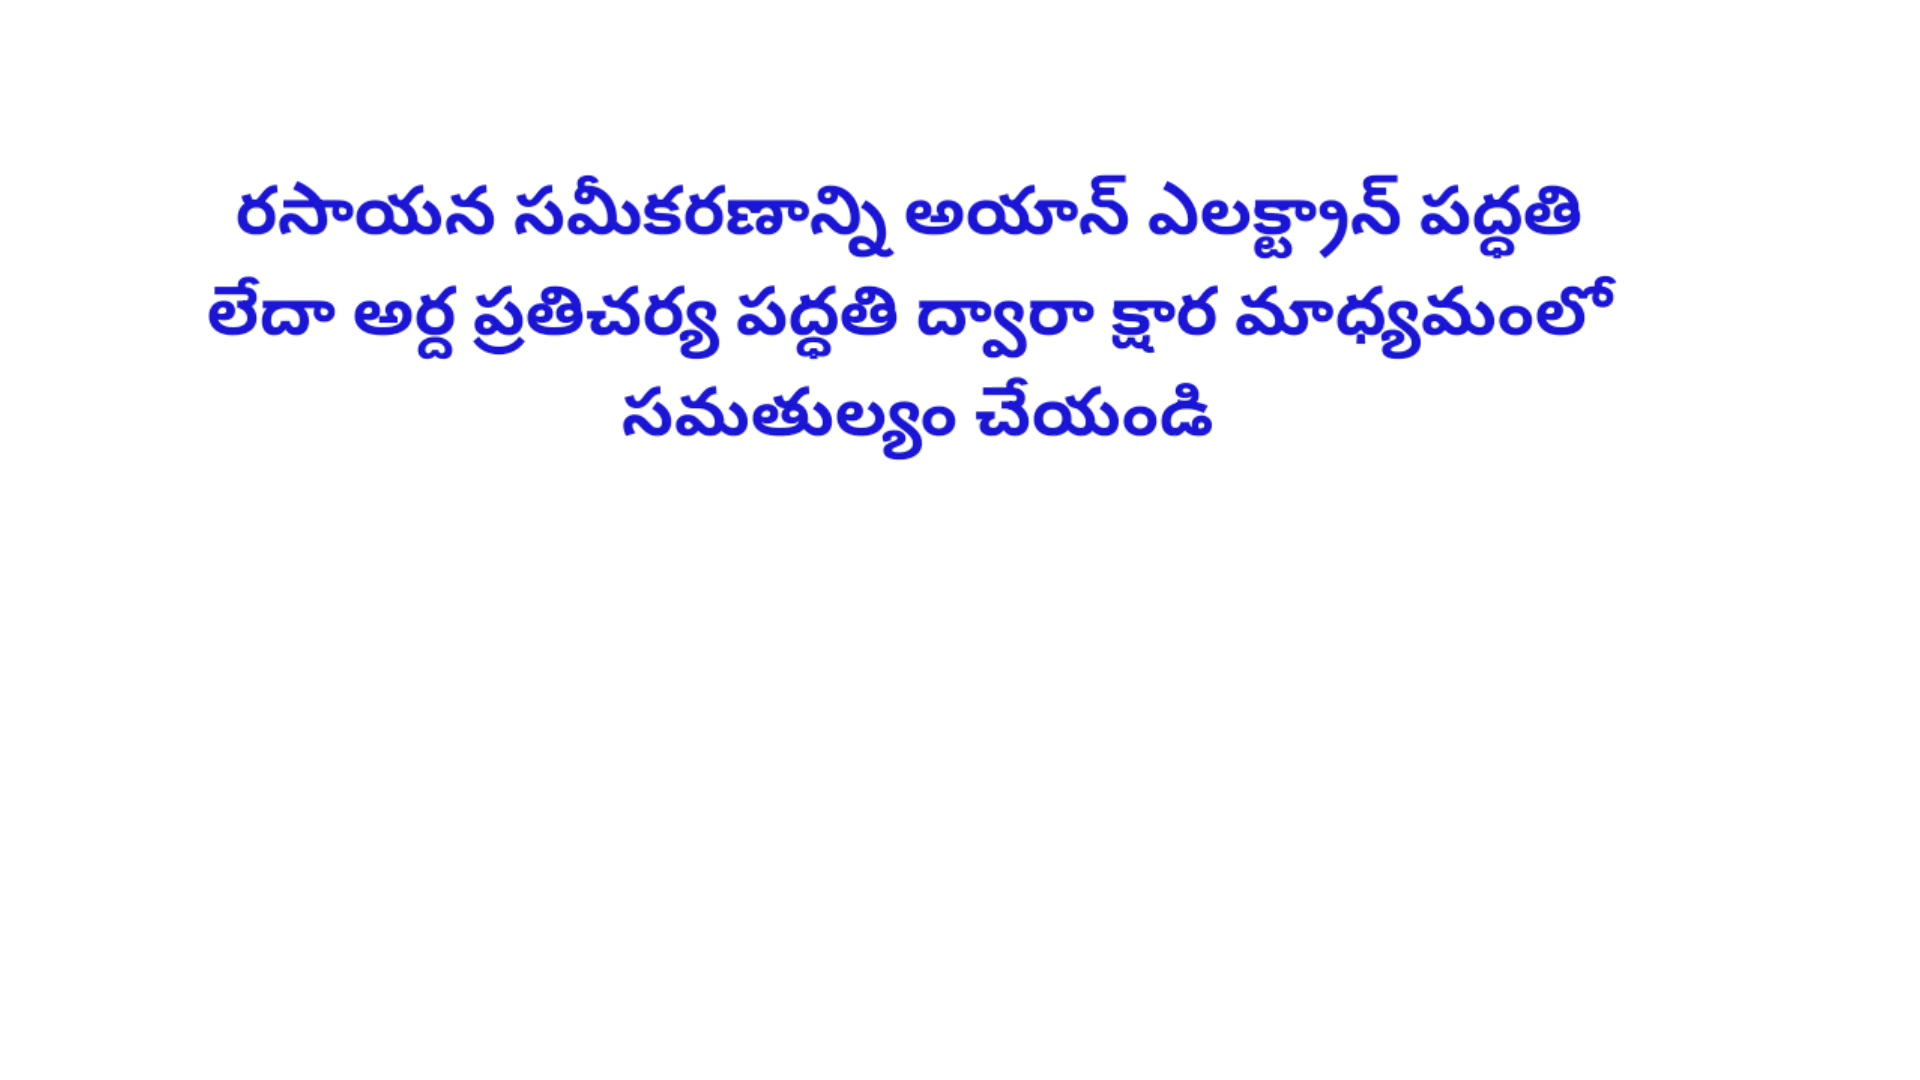 రసాయన సమీకరణాన్ని అయాన్ ఎలక్ట్రాన్ పద్ధతి
లేదా అర్ద ప్రతిచర్య పద్ధతి ద్వారా క్షార మాధ్యమంలో
సమతుల్యం చేయండి